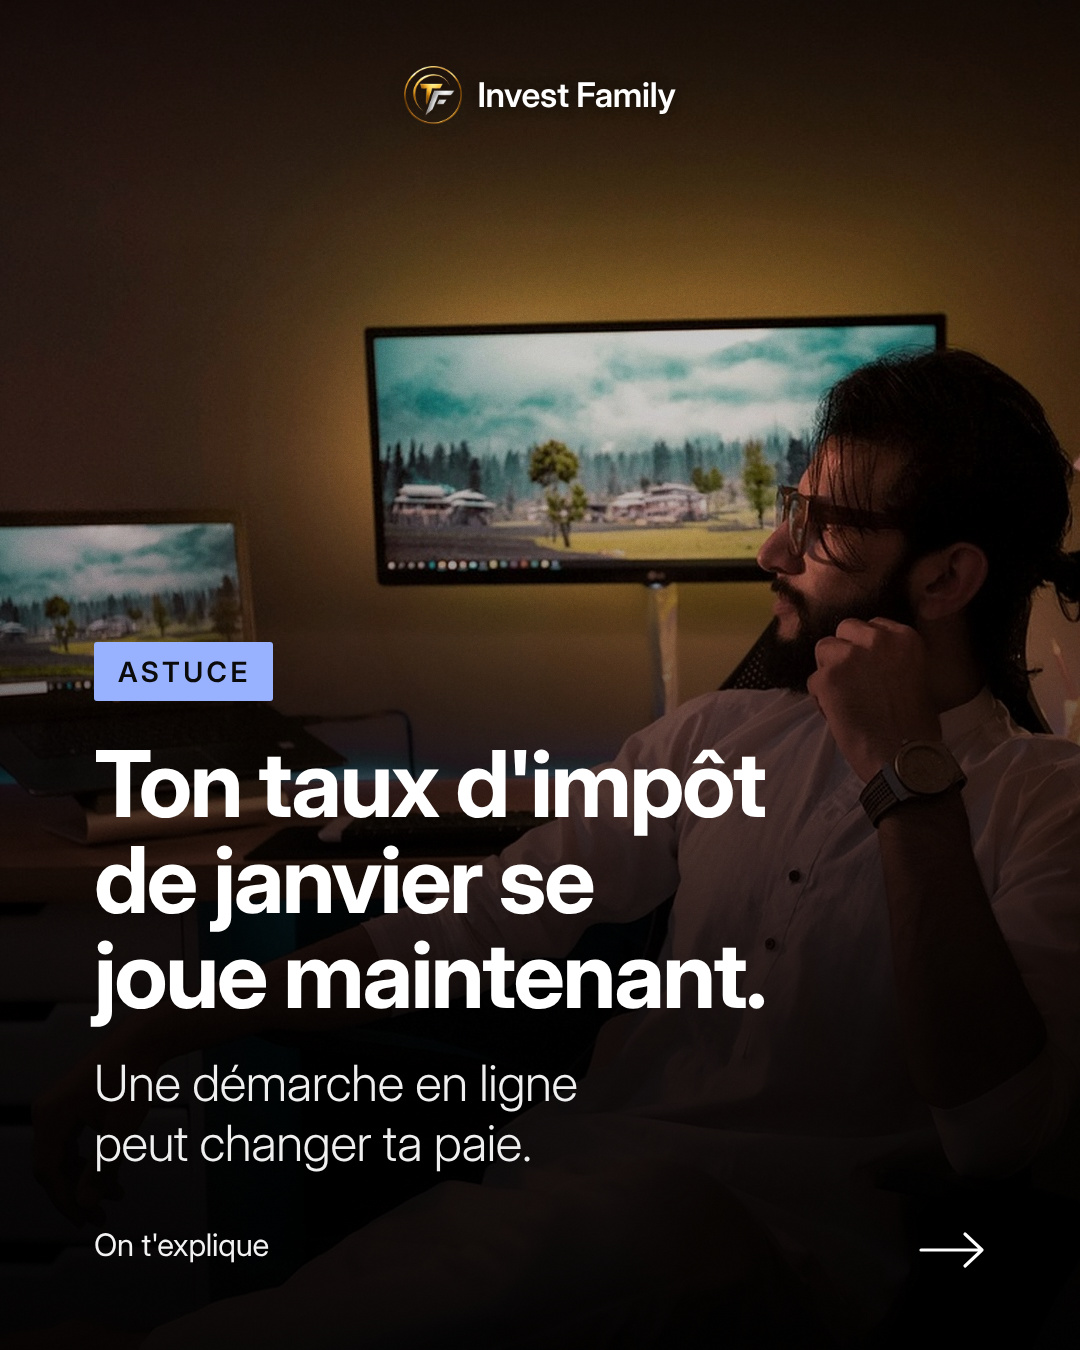 Invest Family
ASTUCE
Ton taux d'impôt
de janvier se
joue maintenant.
Une démarche en ligne
peut changer ta paie.
On t'explique